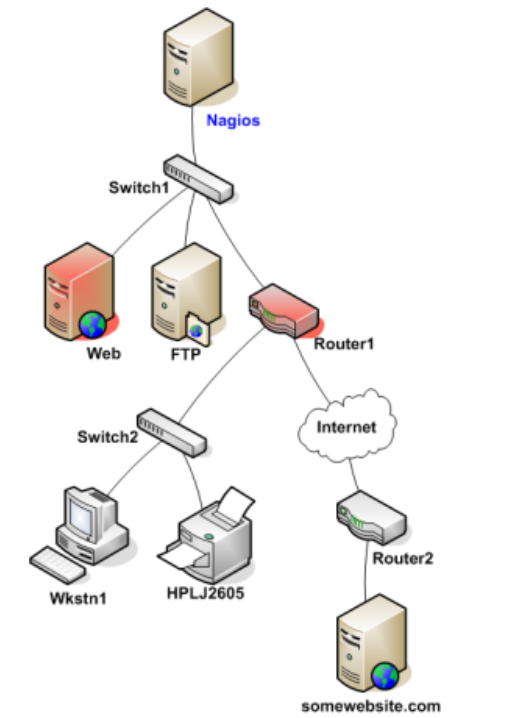 Nagios
Switch1
Web
FTP
Router1
Switch2
Internet
Wkstn1
HPLJ2605
Router2
somewebsite.com